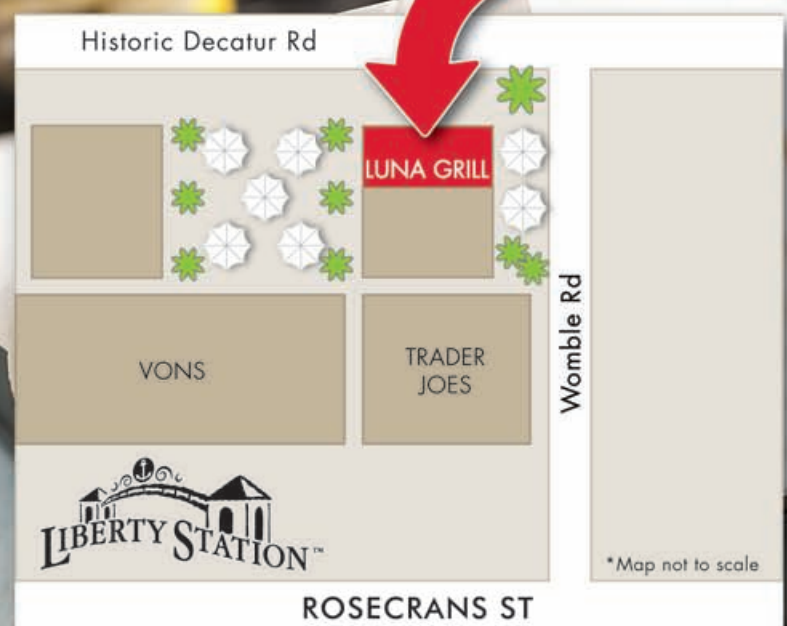 Historic Decatur Rd
LUNA GRILL
VONS
TRADER
JOES
Womble Rd
LIBERTY STATION™
*Map not to scale
ROSECRANS ST